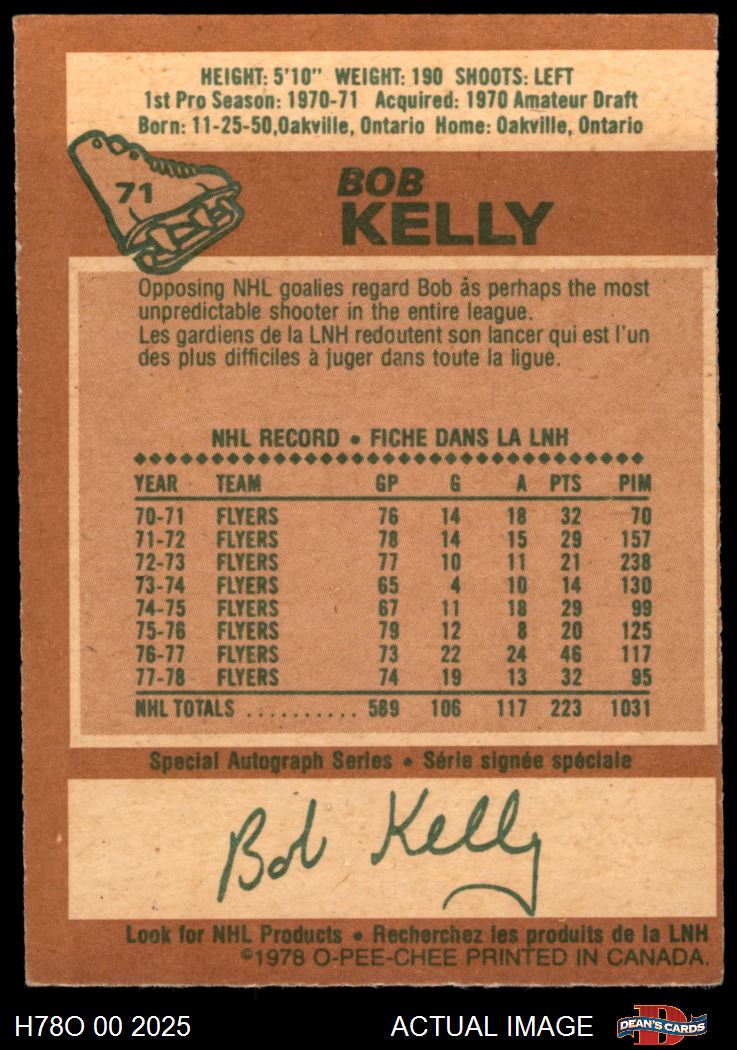 HEIGHT: 5'10" WEIGHT: 190 SHOOTS: LEFT
1st Pro Season: 1970-71 Acquired: 1970 Amateur Draft
Born: 11-25-50,Oakville, Ontario Home: Oakville, Ontario
71
BOB
KELLY
Opposing NHL goalies regard Bob ås perhaps the most
unpredictable shooter in the entire league.
Les gardiens de la LNH redoutent son lancer qui est l'un
des plus difficiles à juger dans toute la ligue.
NHL RECORD • FICHE DANS LA LNH
YEAR TEAM GP G A PTS PIM
70-71 FLYERS 76 14 18 32 70
71-72 FLYERS 78 14 15 29 157
72-73 FLYERS 77 10 11 21 238
73-74 FLYERS 65 4 10 14 130
74-75 FLYERS 67 11 18 29 99
75-76 FLYERS 79 12 8 20 125
76-77 FLYERS 73 22 24 46 117
77-78 FLYERS 74 19 13 32 95
NHL TOTALS .......... 589 106 117 223 1031
Special Autograph Series • Série signée spéciale
Bob Kelly
Look for NHL Products • Recherchez les produits de la LNH
©1978 O-PEE-CHEE PRINTED IN CANADA.
H78O 00 2025 ACTUAL IMAGE D DEAN'S CARDS